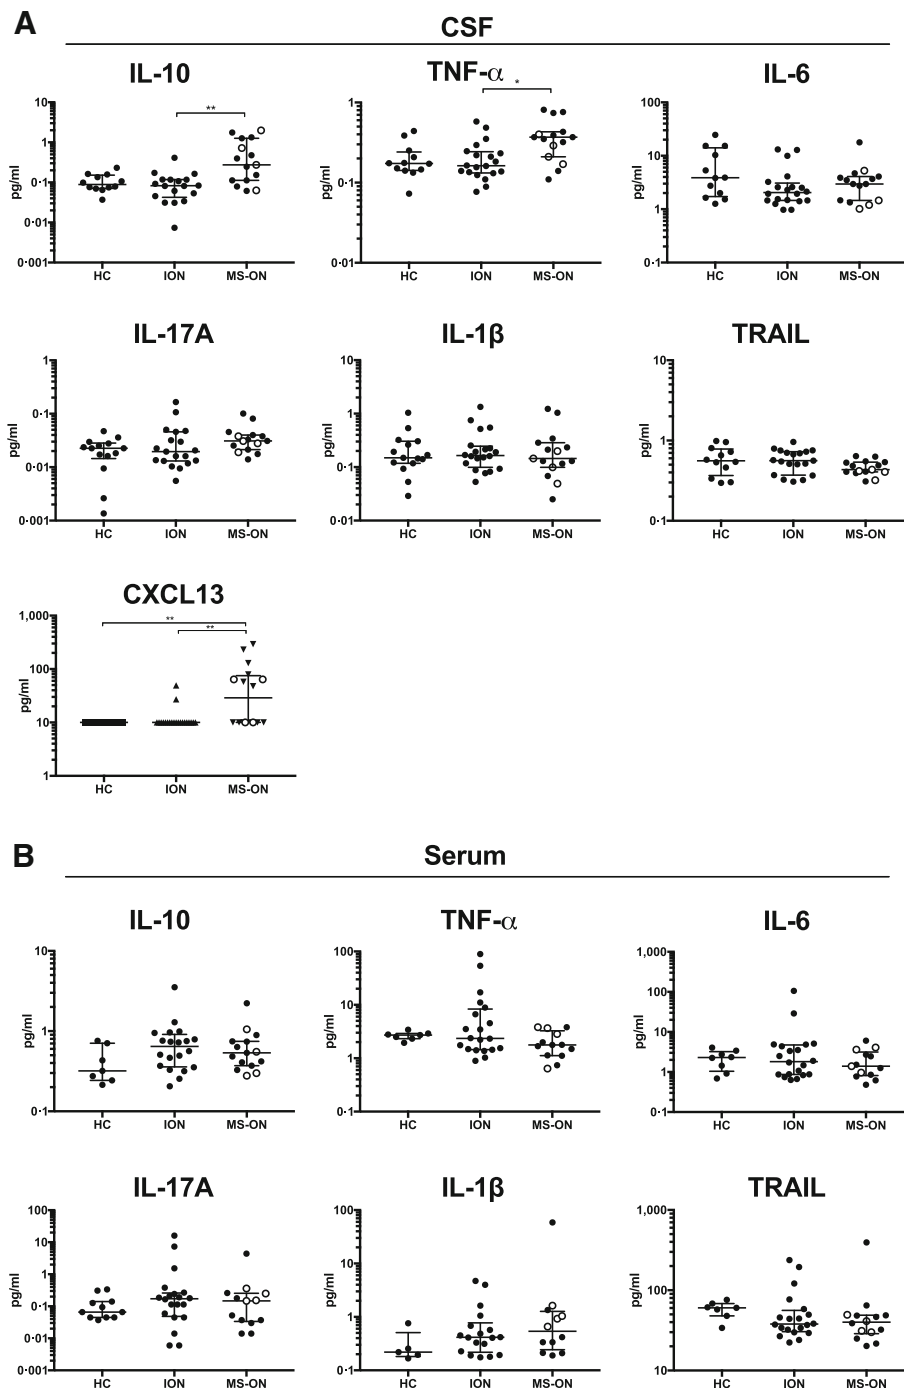 A
CSF
IL-10 TNF-α IL-6
** *
10 1 100
1 10
0·1 0·1
0·01 1
0·001 0·01 0·1
pg/ml pg/ml pg/ml
HC ION MS-ON HC ION MS-ON HC ION MS-ON
IL-17A IL-1β TRAIL
1 10 10
0·1 1
0·01 0·1 1
0·001 0·01 0·1
pg/ml pg/ml pg/ml
HC ION MS-ON HC ION MS-ON HC ION MS-ON
CXCL13
**
**
1,000
100
10
1
pg/ml
HC ION MS-ON
B
Serum
IL-10 TNF-α IL-6
10 100 1,000
10 100
1 10
1 1
0·1 0·1 0·1
pg/ml pg/ml pg/ml
HC ION MS-ON HC ION MS-ON HC ION MS-ON
IL-17A IL-1β TRAIL
100 100 1,000
10
1 10
0·1 1 100
0·01
0·001 0·1 10
pg/ml pg/ml pg/ml
HC ION MS-ON HC ION MS-ON HC ION MS-ON